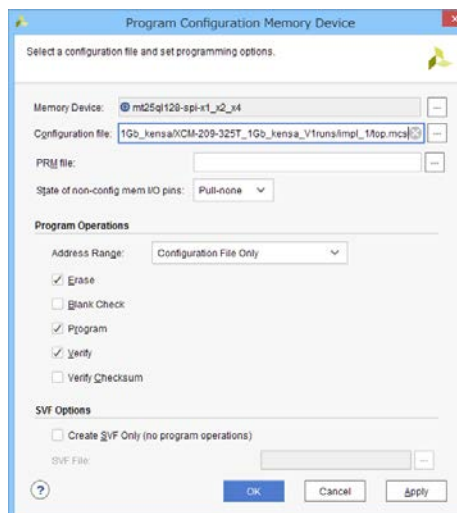 Program Configuration Memory Device
Select a configuration file and set programming options.
Memory Device: mt25ql128-spi-x1_x2_x4 ...
Configuration file: 1Gb_kensa/XCM-209-325T_1Gb_kensa_V1runs/impl_1/top.mcs ...
PRM file: ...
State of non-config mem I/O pins: Pull-none
Program Operations
Address Range: Configuration File Only
Erase
Blank Check
Program
Verify
Verify Checksum
SVF Options
Create SVF Only (no program operations)
SVF File: ...
? OK Cancel Apply